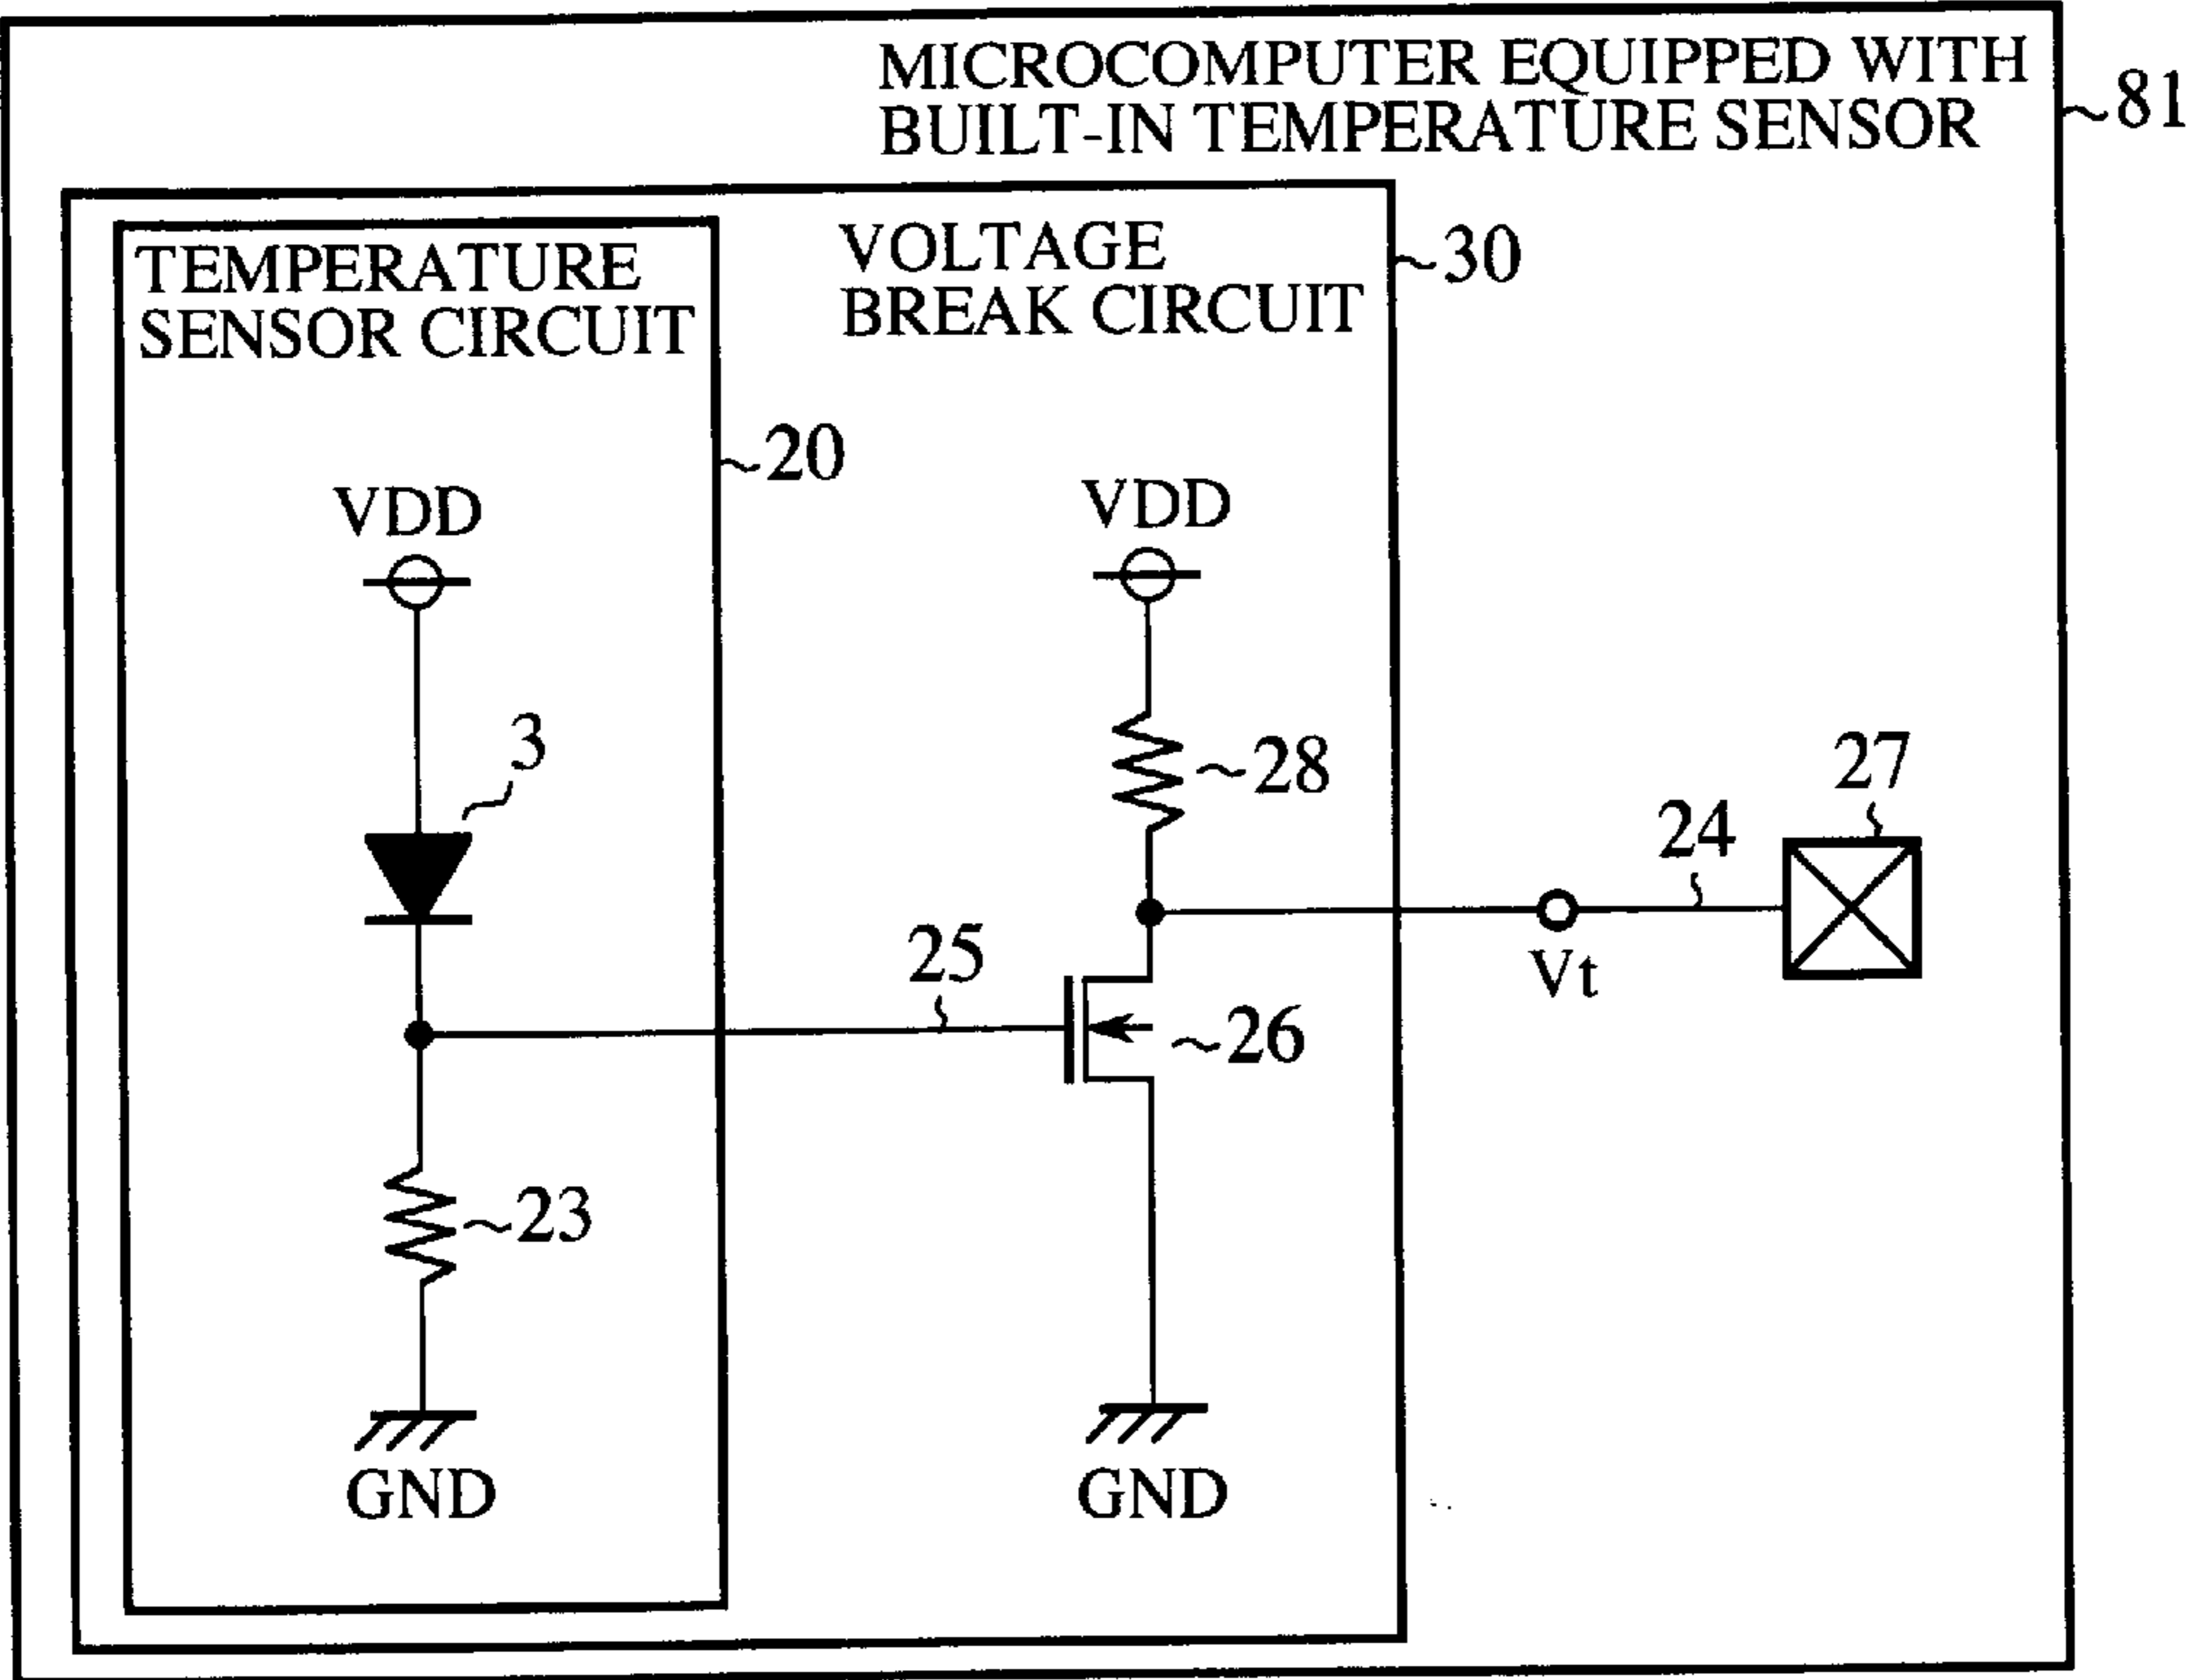 MICROCOMPUTER EQUIPPED WITH
BUILT-IN TEMPERATURE SENSOR
81
TEMPERATURE
SENSOR CIRCUIT
VOLTAGE
BREAK CIRCUIT
30
20
VDD
VDD
3
28
27
24
25
Vt
26
23
GND
GND